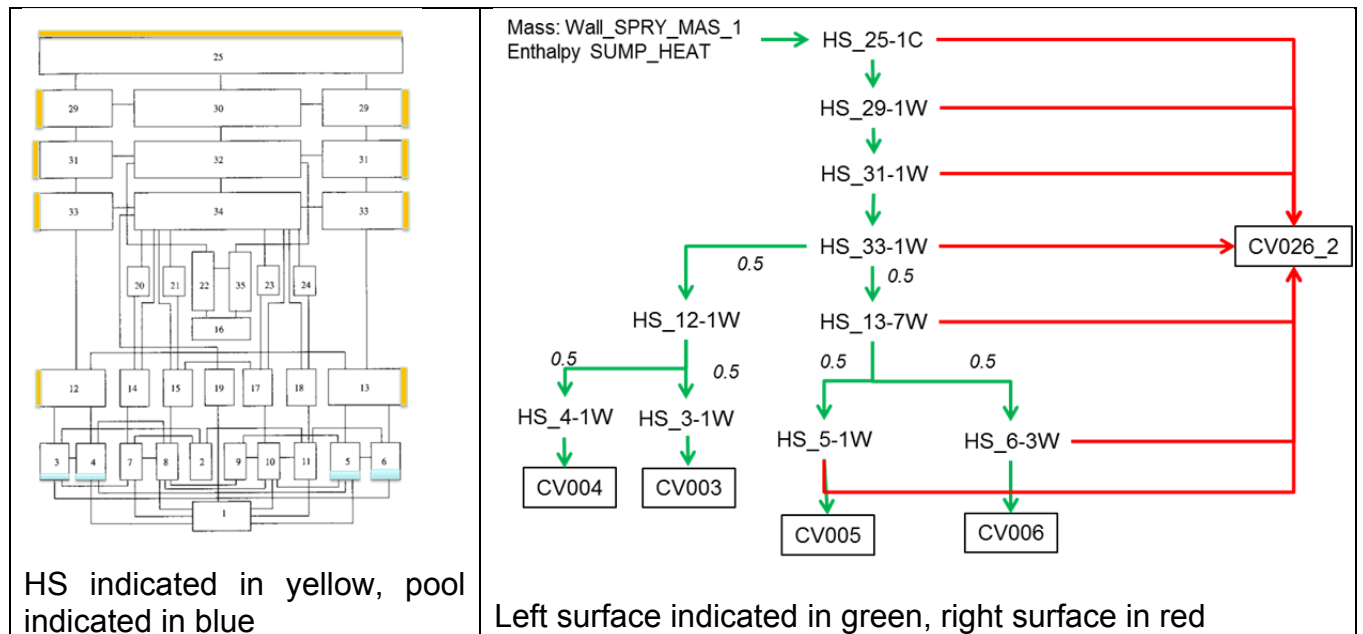 25
29
30
29
31
32
31
33
34
33
20
21
22
35
23
24
16
12
14
15
19
17
18
13
3
4
7
8
2
9
10
11
5
6
1
HS indicated in yellow, pool
indicated in blue
Mass: Wall_SPRY_MAS_1
Enthalpy SUMP_HEAT
HS_25-1C
HS_29-1W
HS_31-1W
HS_33-1W
CV026_2
0.5
0.5
HS_12-1W
HS_13-7W
0.5
0.5
0.5
0.5
HS_4-1W
HS_3-1W
HS_5-1W
HS_6-3W
CV004
CV003
CV005
CV006
Left surface indicated in green, right surface in red